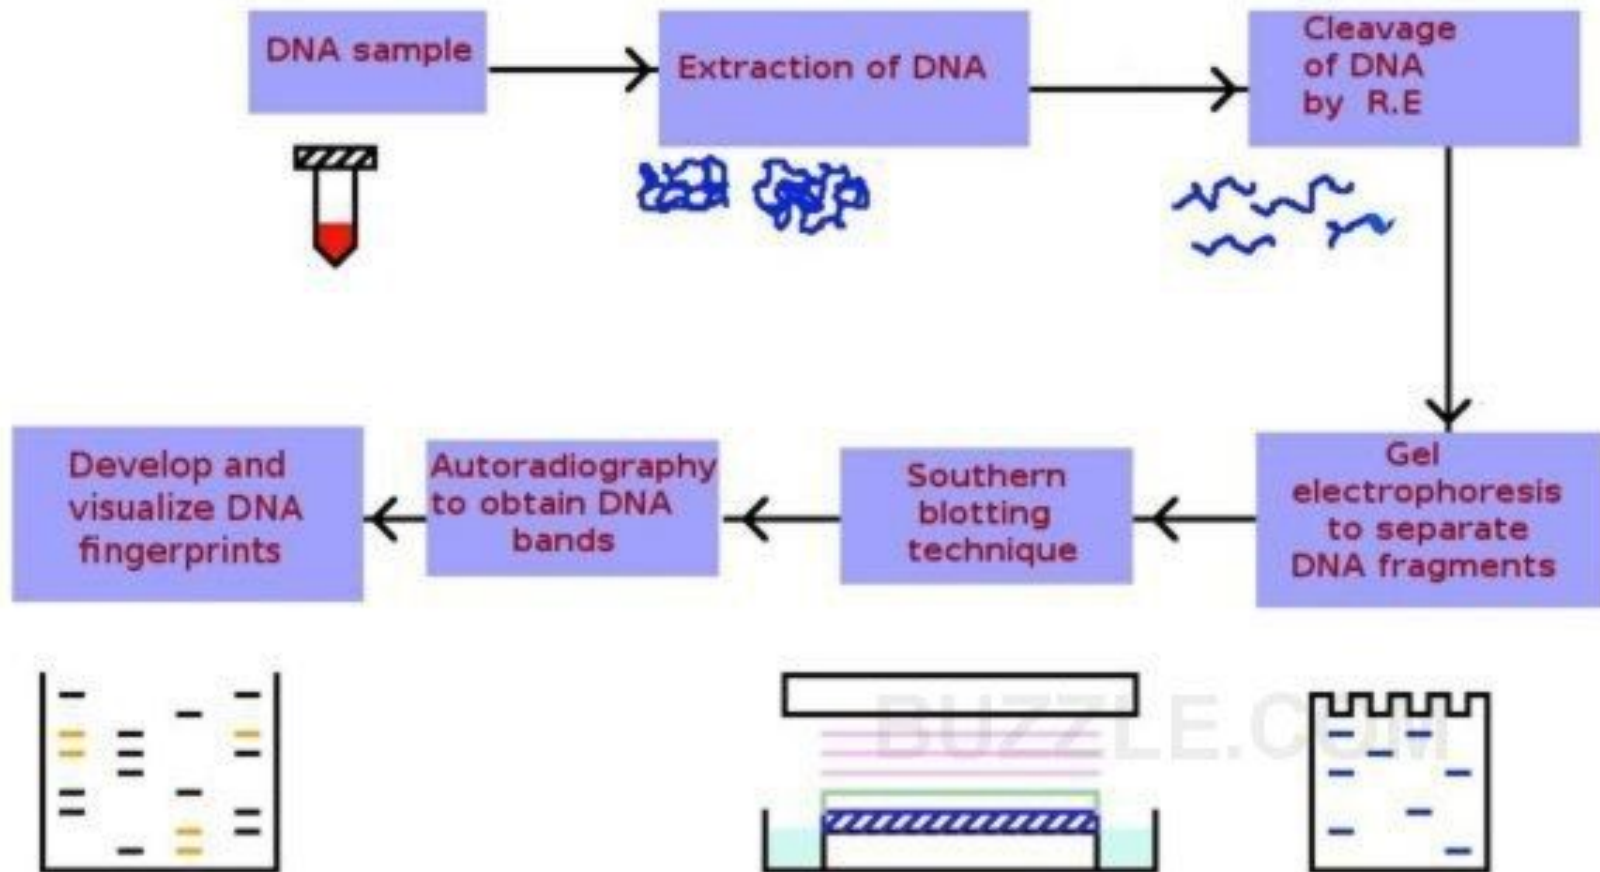 DNA sample
Extraction of DNA
Cleavage
of DNA
by R.E
Gel
electrophoresis
to separate
DNA fragments
Southern
blotting
technique
Autoradiography
to obtain DNA
bands
Develop and
visualize DNA
fingerprints
BUZZLE.COM